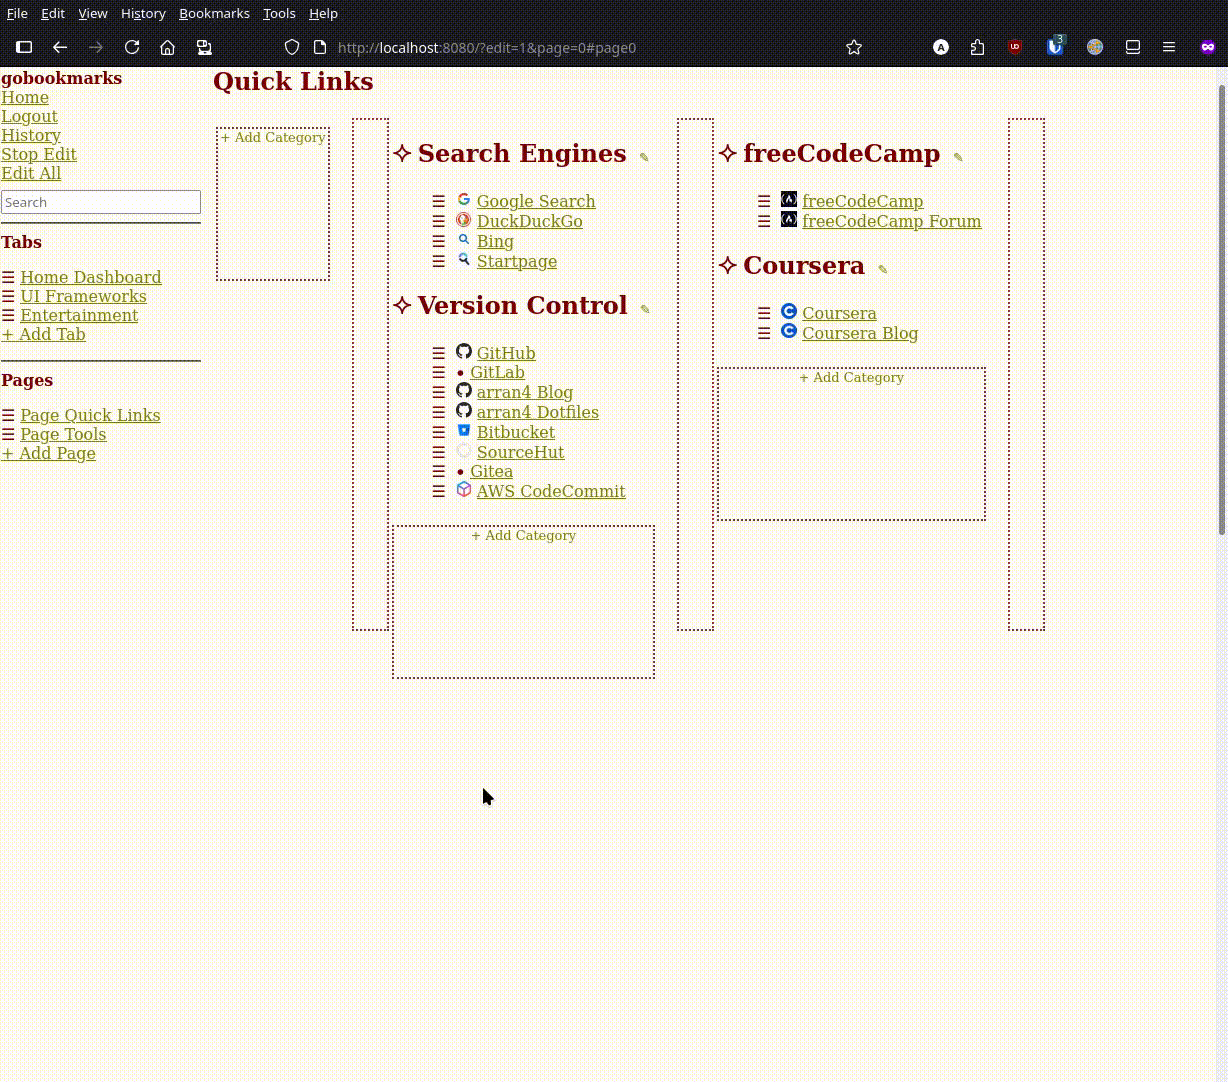 File Edit View History Bookmarks Tools Help
http://localhost:8080/?edit=1&page=0#page0
A
UD
3
gobookmarks
Home
Logout
History
Stop Edit
Edit All
Search
Tabs
☰ Home Dashboard
☰ UI Frameworks
☰ Entertainment
+ Add Tab
Pages
☰ Page Quick Links
☰ Page Tools
+ Add Page
Quick Links
+ Add Category
✧ Search Engines ✎
☰ Google Search
☰ DuckDuckGo
☰ Bing
☰ Startpage
✧ Version Control ✎
☰ GitHub
☰ • GitLab
☰ arran4 Blog
☰ arran4 Dotfiles
☰ Bitbucket
☰ SourceHut
☰ • Gitea
☰ AWS CodeCommit
+ Add Category
✧ freeCodeCamp ✎
☰ freeCodeCamp
☰ freeCodeCamp Forum
✧ Coursera ✎
☰ Coursera
☰ Coursera Blog
+ Add Category